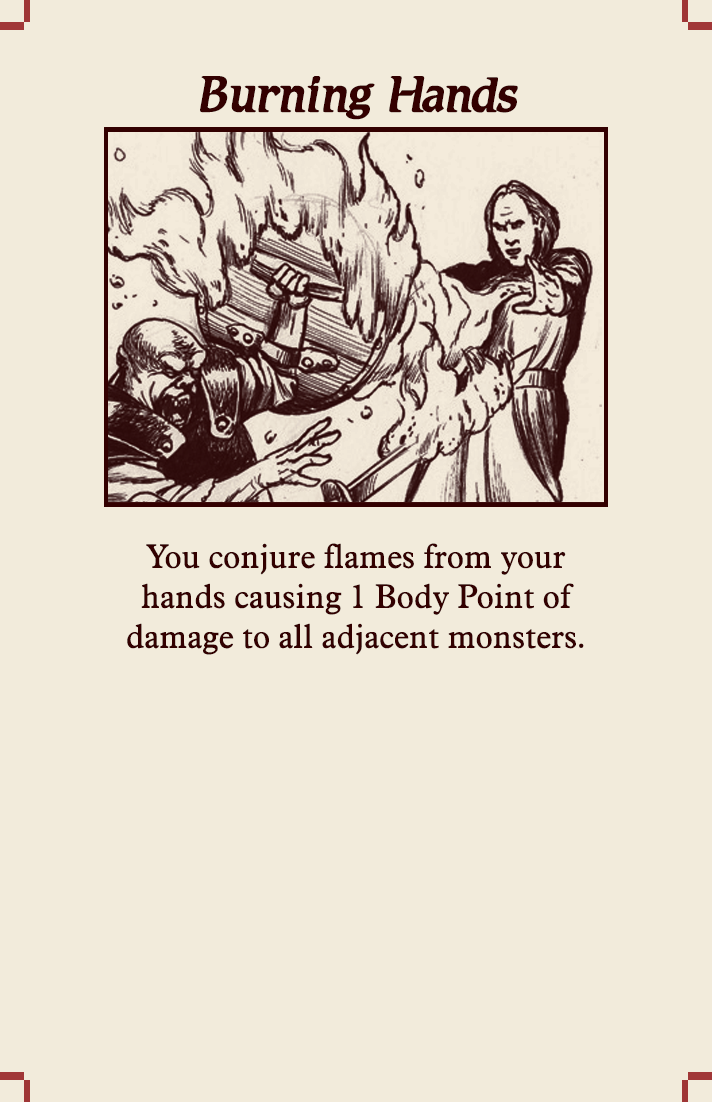 Burning Hands
You conjure flames from your
hands causing 1 Body Point of
damage to all adjacent monsters.